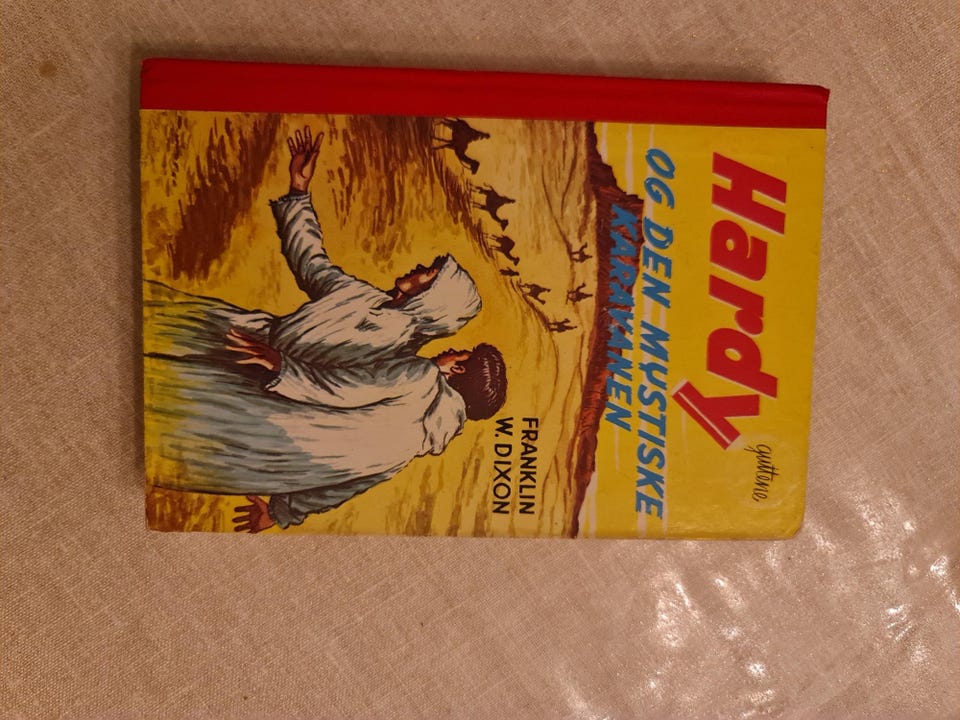 Hardy
guttene
OG DEN MYSTISKE
KARAVANEN
FRANKLIN
W. DIXON